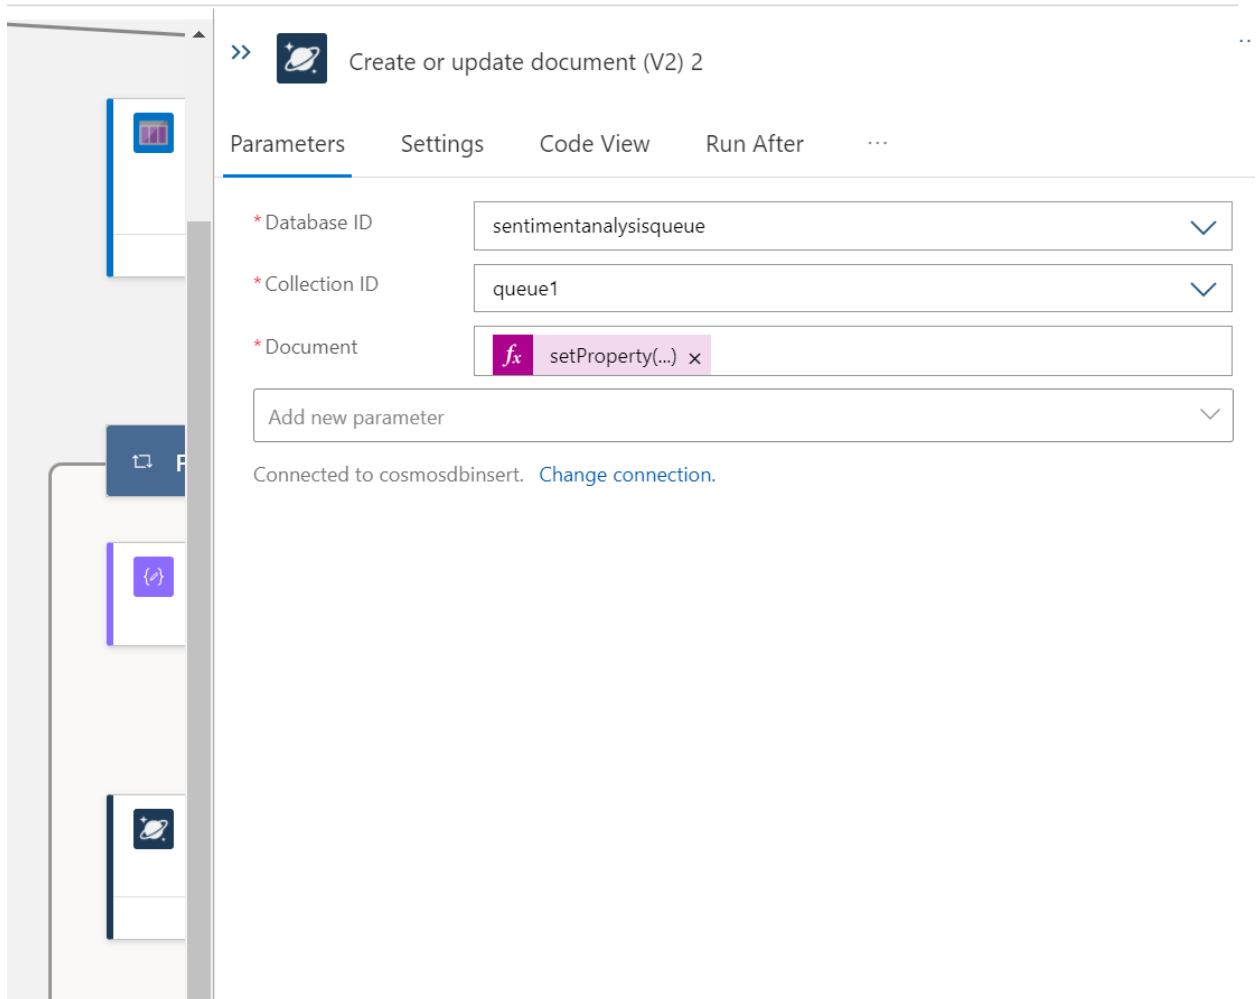 Create or update document (V2) 2
Parameters Settings Code View Run After ...
* Database ID sentimentanalysisqueue
* Collection ID queue1
* Document fx setProperty(...) ×
Add new parameter
Connected to cosmosdbinsert. Change connection.
F